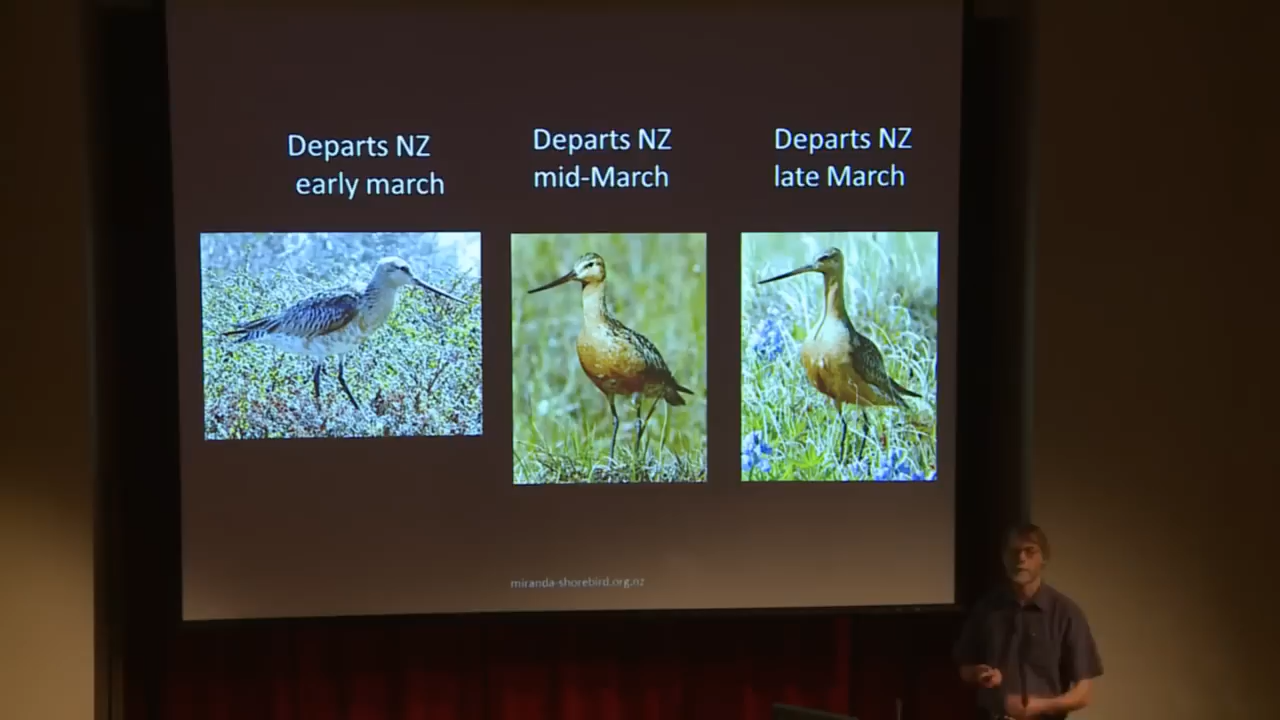 Departs NZ
early march
Departs NZ
mid-March
Departs NZ
late March
miranda-shorebird.org.nz